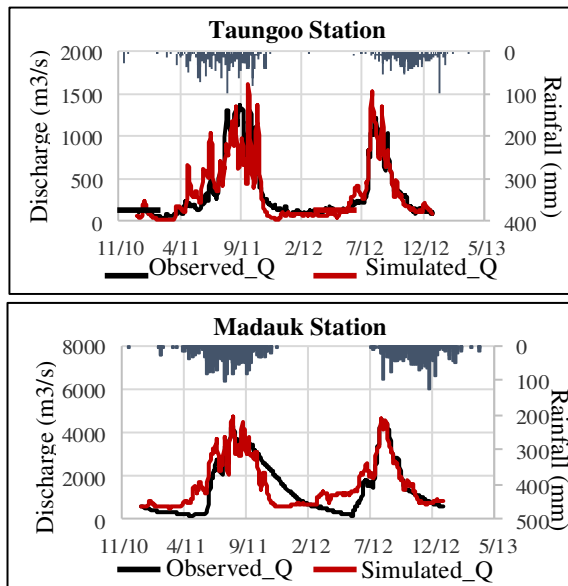 Taungoo Station
2000
1500
1000
500
0
Discharge (m3/s)
0
100
200
300
400
Rainfall (mm)
11/10 4/11 9/11 2/12 7/12 12/12 5/13
Observed_Q Simulated_Q
Madauk Station
8000
6000
4000
2000
0
Discharge (m3/s)
0
100
200
300
400
500
Rainfall (mm)
11/10 4/11 9/11 2/12 7/12 12/12 5/13
Observed_Q Simulated_Q